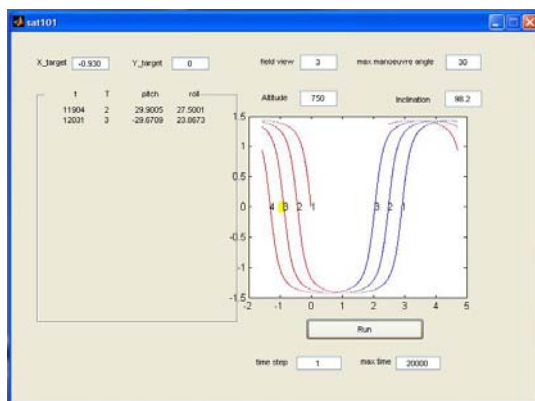 sat101
X_target -0.930 Y_target 0 field view 3 max manoeuvre angle 30
Altitude 750 Inclination 98.2
t T pitch roll
11904 2 29.9005 27.5001
12031 3 -29.6709 23.8673
1.5
1
0.5
0
-0.5
-1
-1.5
4 3 2 1 3 2 1
-2 -1 0 1 2 3 4 5
Run
time step 1 max time 20000